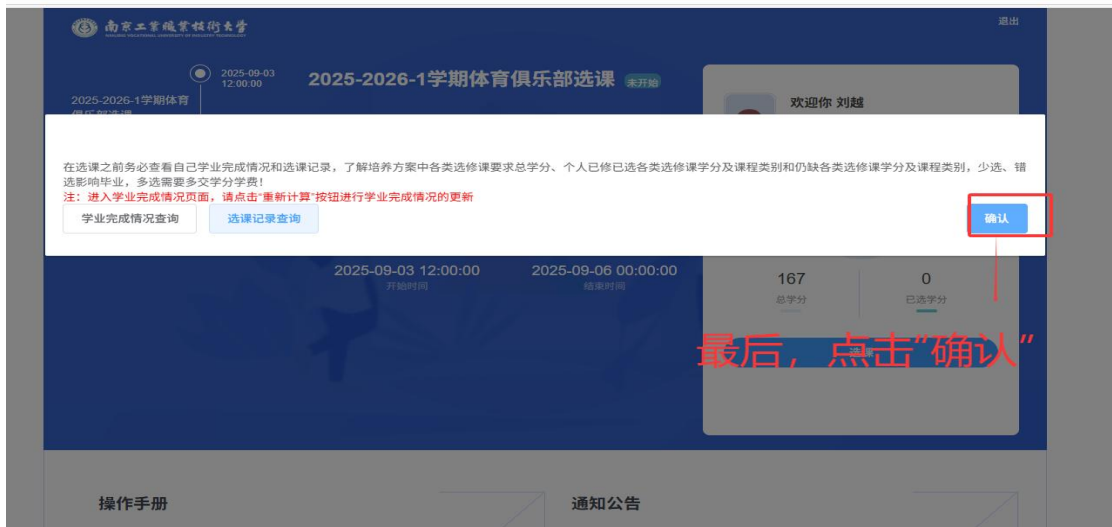 南京工业职业技术大学
退出
2025-09-03
12:00:00
2025-2026-1学期体育俱乐部选课 未开始
2025-2026-1学期体育
俱乐部选课
欢迎你 刘越
在选课之前务必查看自己学业完成情况和选课记录，了解培养方案中各类选修课要求总学分、个人已修已选各类选修课学分及课程类别和仍缺各类选修课学分及课程类别，少选、错
选影响毕业，多选需要多交学分学费！
注：进入学业完成情况页面，请点击“重新计算”按钮进行学业完成情况的更新
学业完成情况查询 选课记录查询 确认
2025-09-03 12:00:00 2025-09-06 00:00:00
开始时间 结束时间
167 0
总学分 已选学分
最后，点击“确认”
选课
操作手册 通知公告